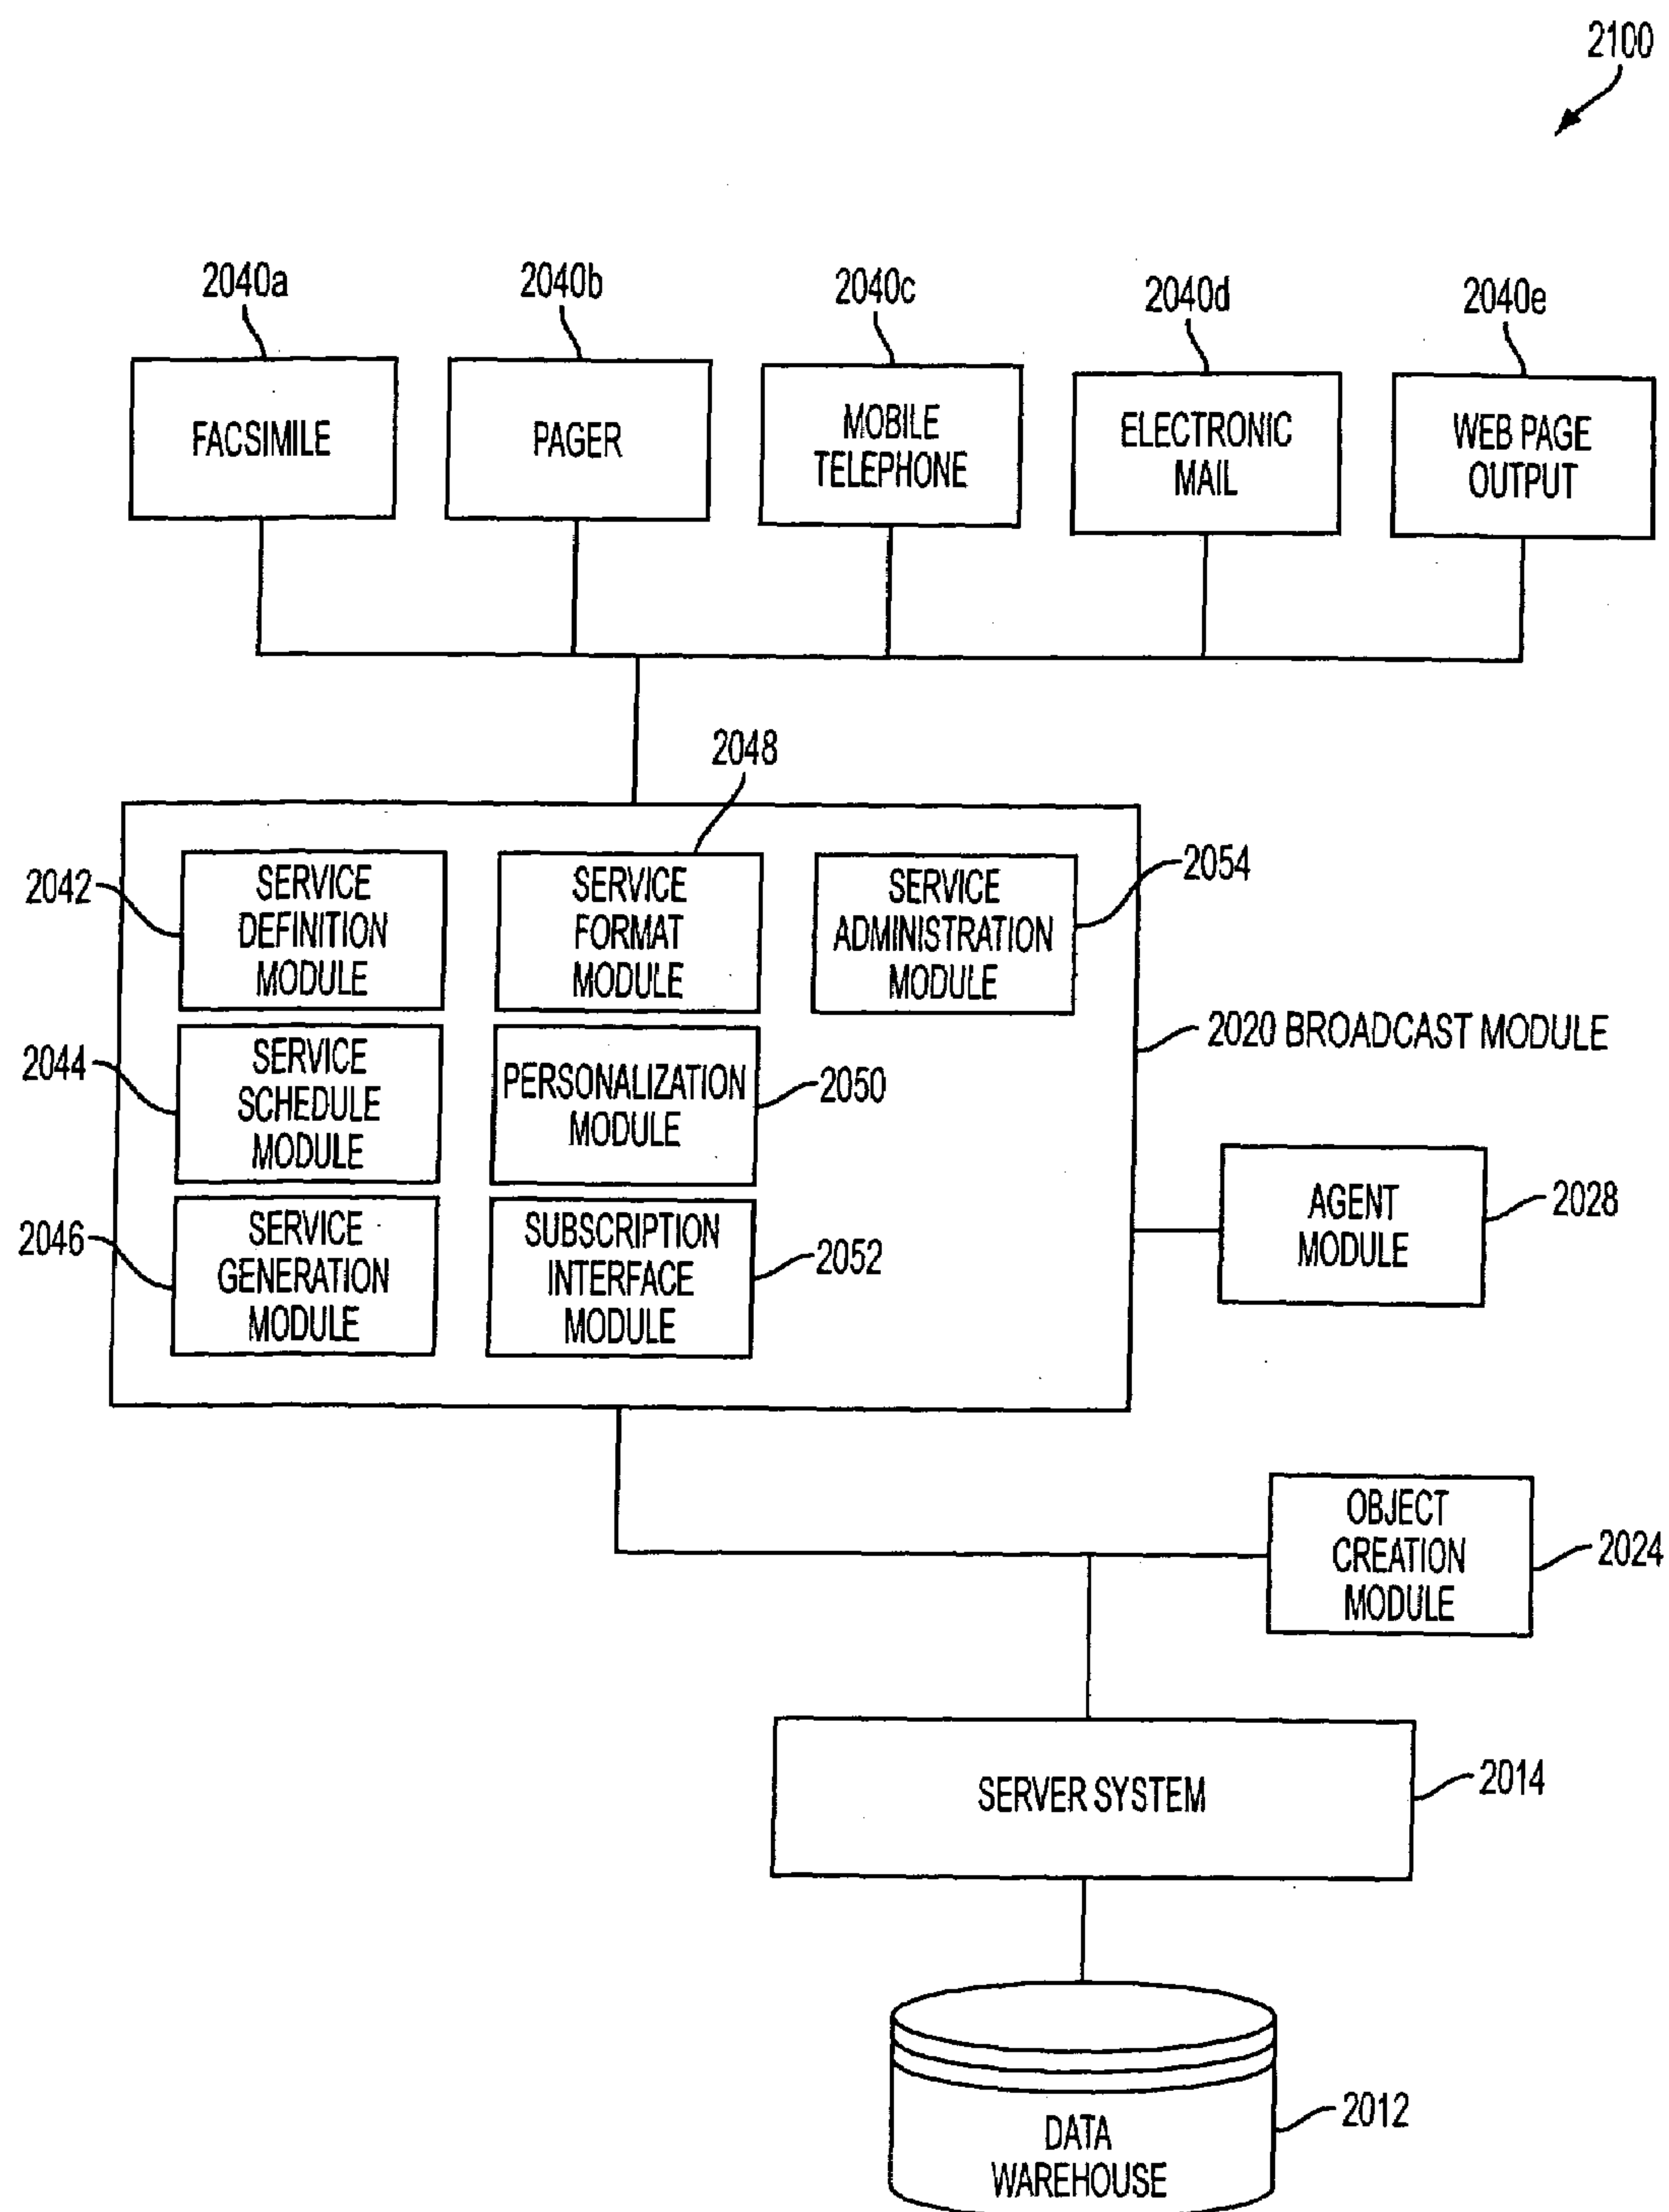 2100
2040a
2040b
2040c
2040d
2040e
FACSIMILE
PAGER
MOBILE
TELEPHONE
ELECTRONIC
MAIL
WEB PAGE
OUTPUT
2048
2042
SERVICE
DEFINITION
MODULE
SERVICE
FORMAT
MODULE
SERVICE
ADMINISTRATION
MODULE
2054
2044
SERVICE
SCHEDULE
MODULE
PERSONALIZATION
MODULE
2050
2020 BROADCAST MODULE
2046
SERVICE
GENERATION
MODULE
SUBSCRIPTION
INTERFACE
MODULE
2052
AGENT
MODULE
2028
OBJECT
CREATION
MODULE
2024
SERVER SYSTEM
2014
DATA
WAREHOUSE
2012